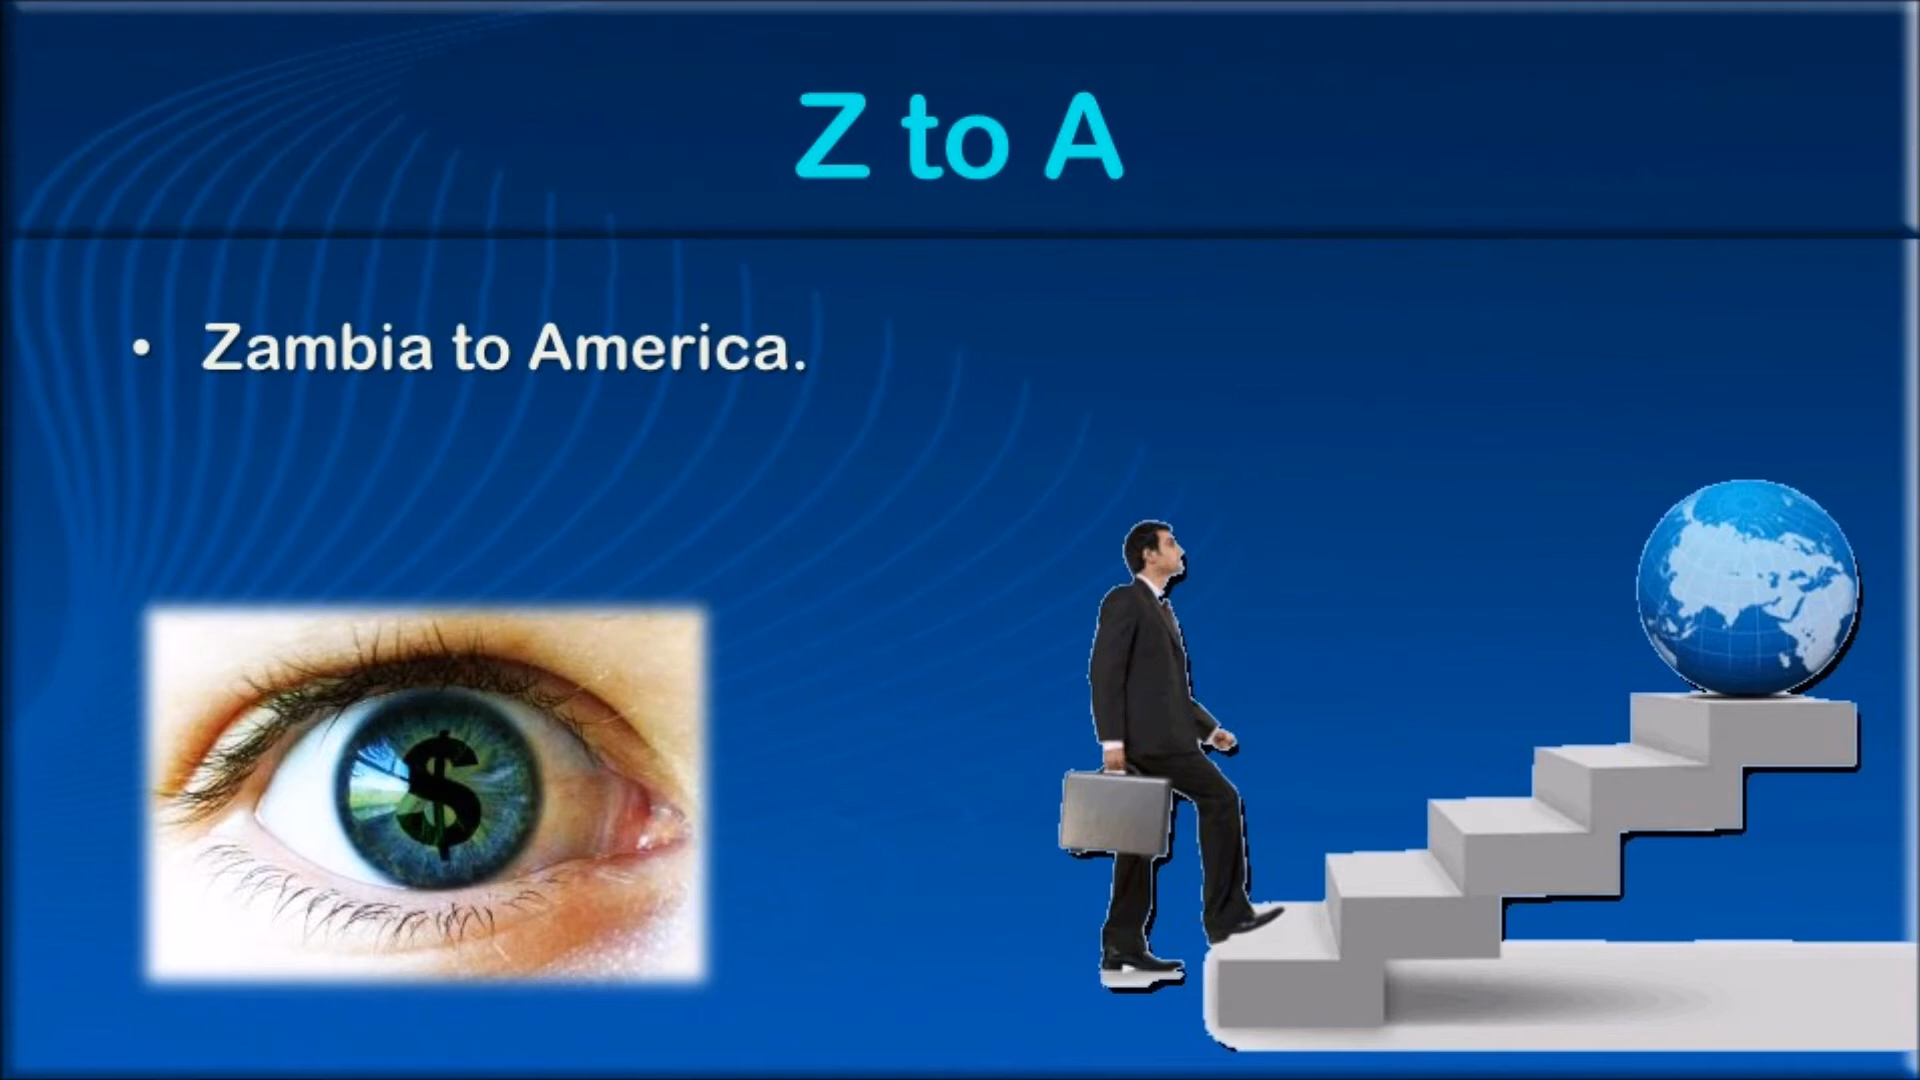 Z to A
• Zambia to America.
$